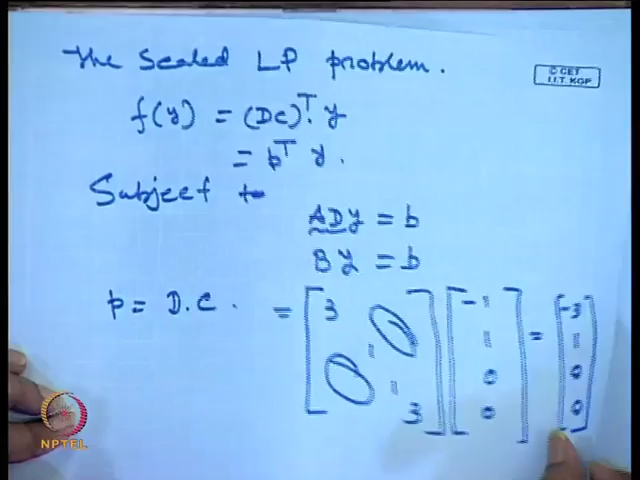 The Scaled LP problem.
© CET
I.I.T. KGP
f(y) = (DC)^T. y
= p^T y.
Subject to
ADy = b
By = b
p = D.C. = [3 0 1 0 1 3] [-1 1 0 0] = [-3 1 0 0]
NPTEL